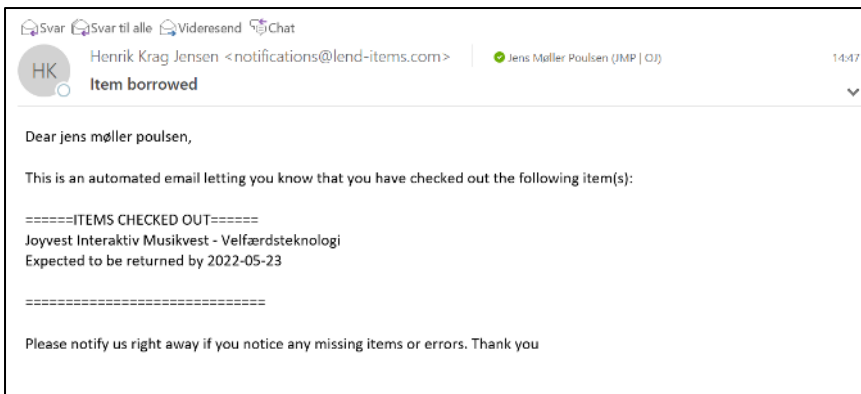 Svar Svar til alle Videresend Chat
HK
Henrik Krag Jensen <notifications@lend-items.com>
Jens Møller Poulsen (JMP | OJ)
14:47
Item borrowed
Dear jens møller poulsen,
This is an automated email letting you know that you have checked out the following item(s):
======ITEMS CHECKED OUT======
Joyvest Interaktiv Musikvest - Velfærdsteknologi
Expected to be returned by 2022-05-23
==============================
Please notify us right away if you notice any missing items or errors. Thank you